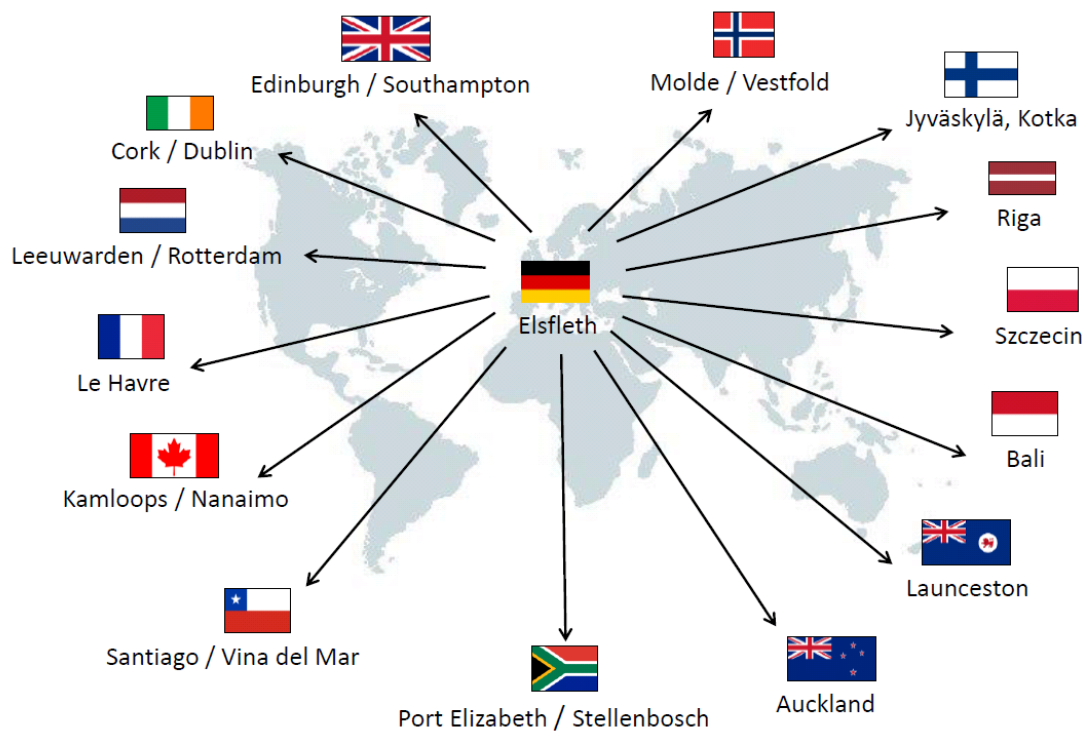 Edinburgh / Southampton
Molde / Vestfold
Jyväskylä, Kotka
Cork / Dublin
Riga
Leeuwarden / Rotterdam
Elsfleth
Szczecin
Le Havre
Bali
Kamloops / Nanaimo
Launceston
Santiago / Vina del Mar
Auckland
Port Elizabeth / Stellenbosch